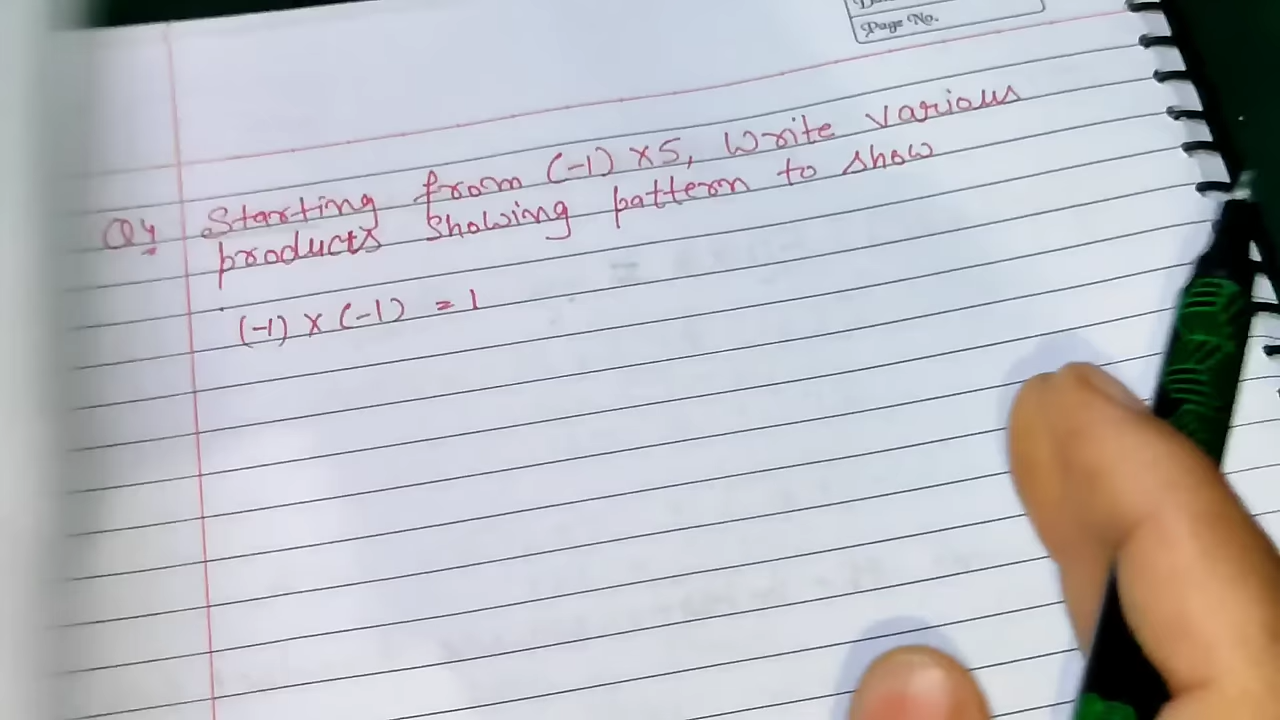 Page No.
Q4 Starting from (-1) × 5, Write various
products showing pattern to show
(-1) × (-1) = 1